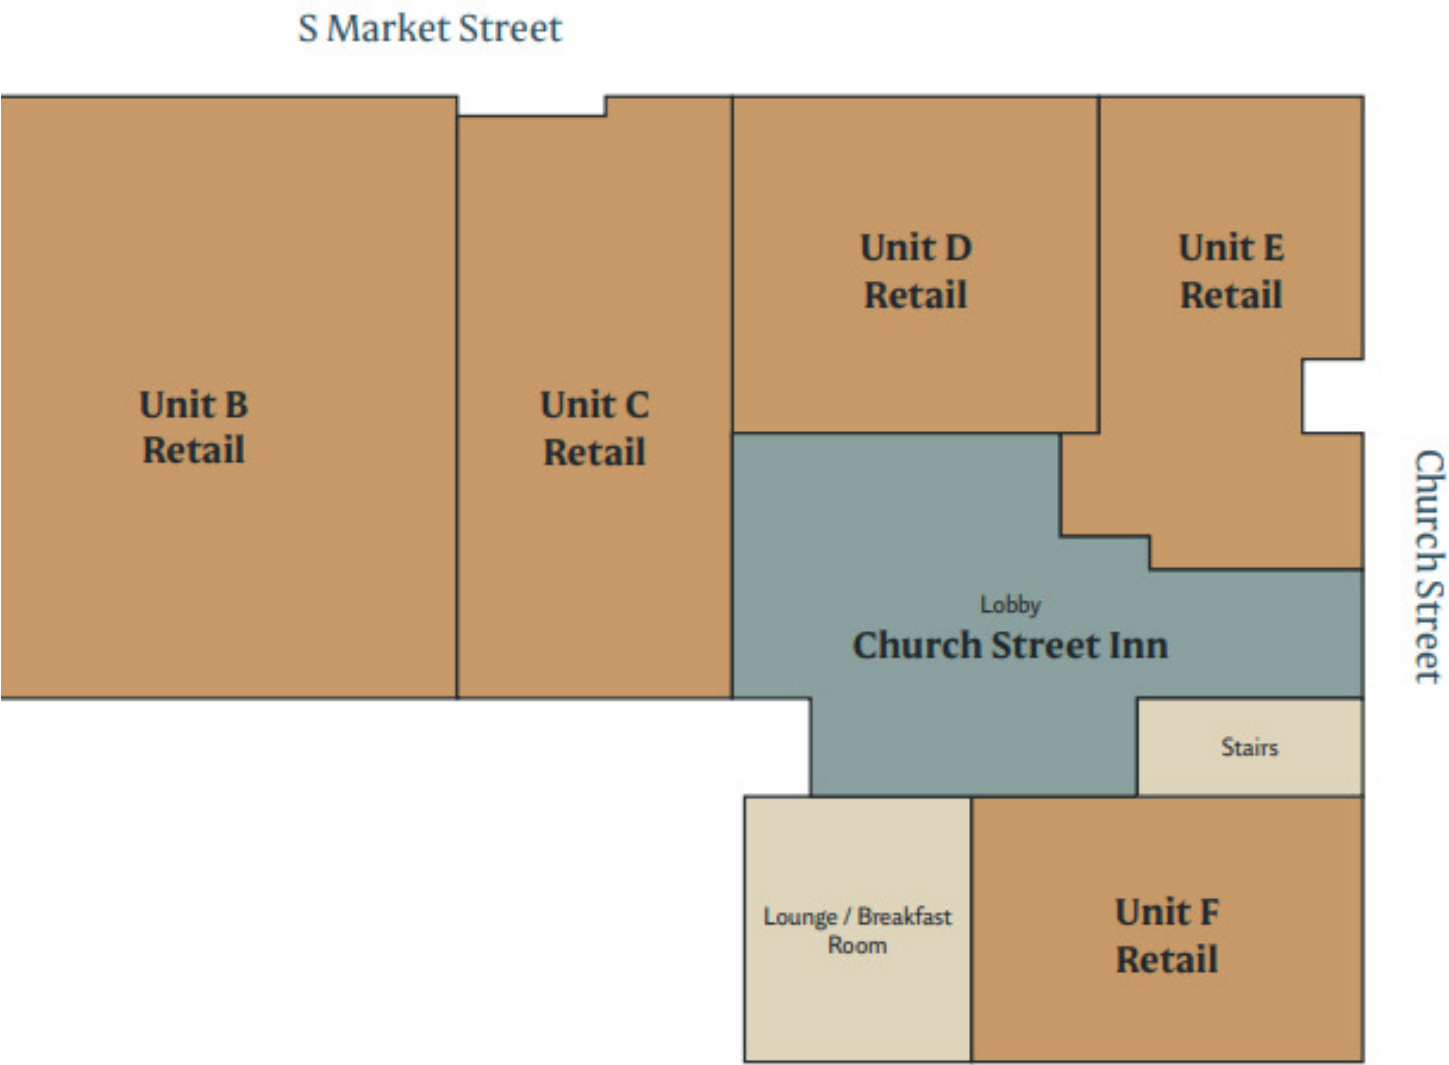 S Market Street
Unit D
Retail
Unit E
Retail
Unit B
Retail
Unit C
Retail
Church Street
Lobby
Church Street Inn
Stairs
Lounge / Breakfast
Room
Unit F
Retail